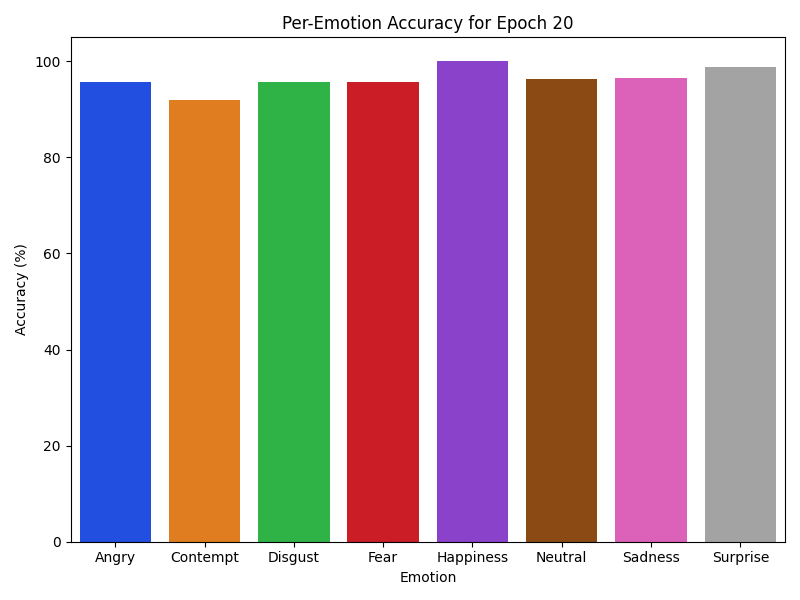 Per-Emotion Accuracy for Epoch 20
Accuracy (%)
100
80
60
40
20
0
Angry Contempt Disgust Fear Happiness Neutral Sadness Surprise
Emotion